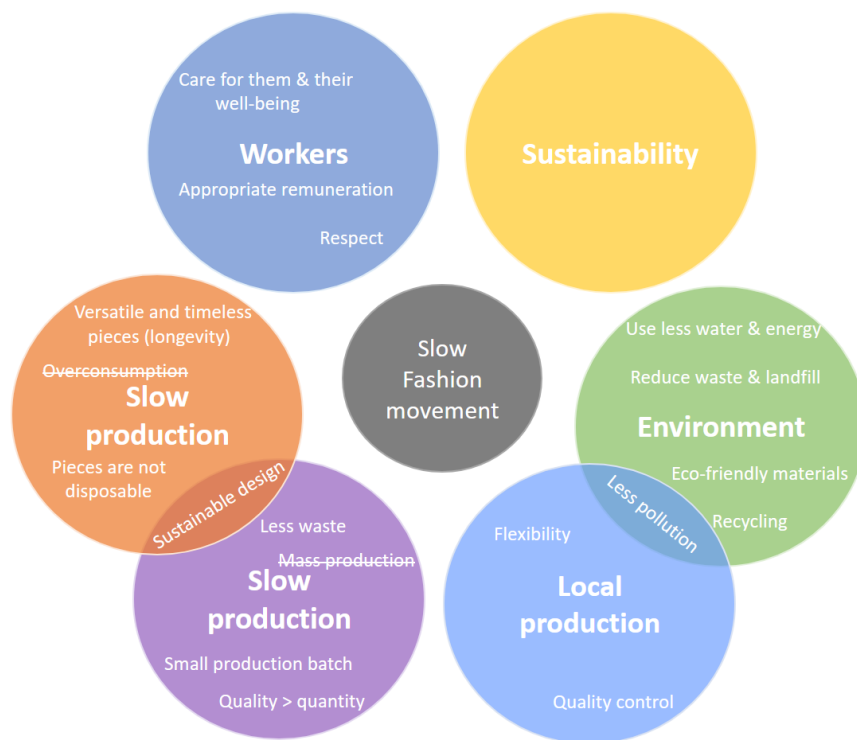 Care for them & their
well-being
Workers
Appropriate remuneration
Respect
Sustainability
Versatile and timeless
pieces (longevity)
Overconsumption
Slow
production
Pieces are not
disposable
Sustainable design
Slow
Fashion
movement
Use less water & energy
Reduce waste & landfill
Environment
Eco-friendly materials
Recycling
Less pollution
Less waste
Mass production
Slow
production
Small production batch
Quality > quantity
Flexibility
Local
production
Quality control